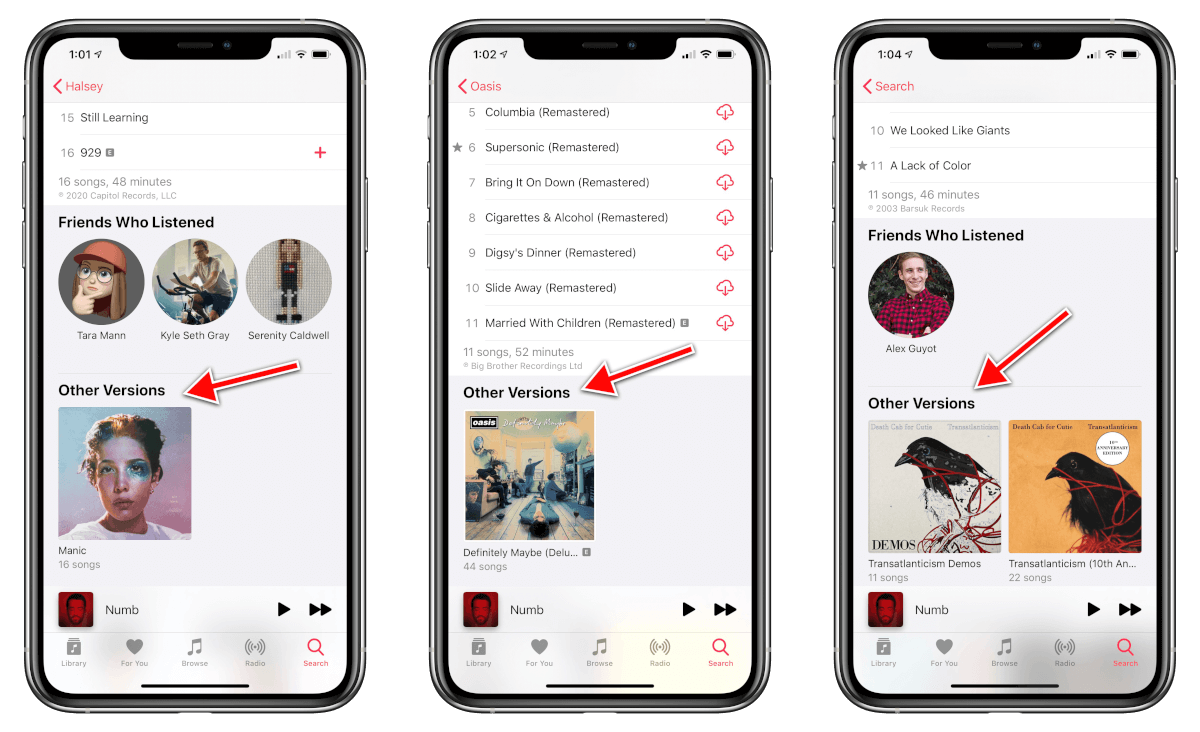 1:01
Halsey
15 Still Learning
16 929 E
16 songs, 48 minutes
℗ 2020 Capitol Records, LLC
Friends Who Listened
Tara Mann
Kyle Seth Gray
Serenity Caldwell
Other Versions
Manic
16 songs
Numb
Library
For You
Browse
Radio
Search
1:02
Oasis
5 Columbia (Remastered)
6 Supersonic (Remastered)
7 Bring It On Down (Remastered)
8 Cigarettes & Alcohol (Remastered)
9 Digsy's Dinner (Remastered)
10 Slide Away (Remastered)
11 Married With Children (Remastered) E
11 songs, 52 minutes
℗ Big Brother Recordings Ltd
Other Versions
oasis Definitely Maybe
Definitely Maybe (Delu... E
44 songs
Numb
Library
For You
Browse
Radio
Search
1:04
Search
10 We Looked Like Giants
11 A Lack of Color
11 songs, 46 minutes
℗ 2003 Barsuk Records
Friends Who Listened
Alex Guyot
Other Versions
Death Cab for Cutie Transatlanticism
DEMOS
Death Cab for Cutie Transatlanticism
10TH
ANNIVERSARY
EDITION
Transatlanticism Demos
11 songs
Transatlanticism (10th An...
22 songs
Numb
Library
For You
Browse
Radio
Search